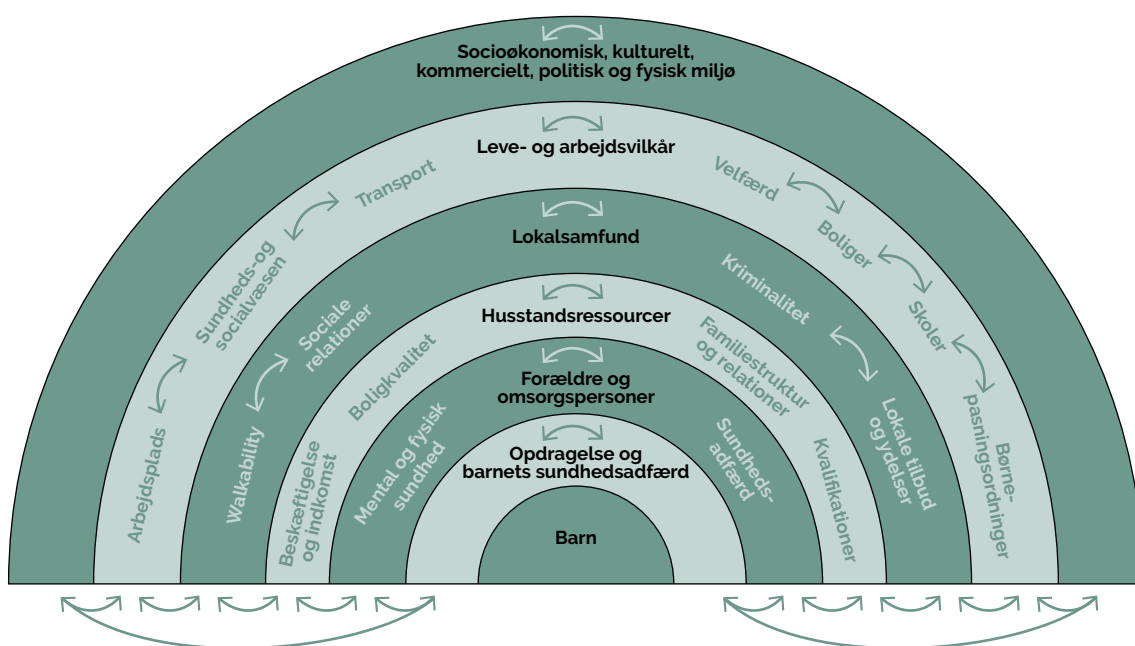 Socioøkonomisk, kulturelt,
kommercielt, politisk og fysisk miljø
Leve- og arbejdsvilkår
Arbejdsplads
Sundheds-og
socialvæsen
Transport
Velfærd
Boliger
Skoler
Børne-
pasningsordninger
Lokalsamfund
Walkability
Sociale
relationer
Kriminalitet
Lokale tilbud
og ydelser
Husstandsressourcer
Beskæftigelse
og indkomst
Boligkvalitet
Familiestruktur
og relationer
Kvalifikationer
Forældre og
omsorgspersoner
Mental og fysisk
sundhed
Sundheds-
adfærd
Opdragelse og
barnets sundhedsadfærd
Barn